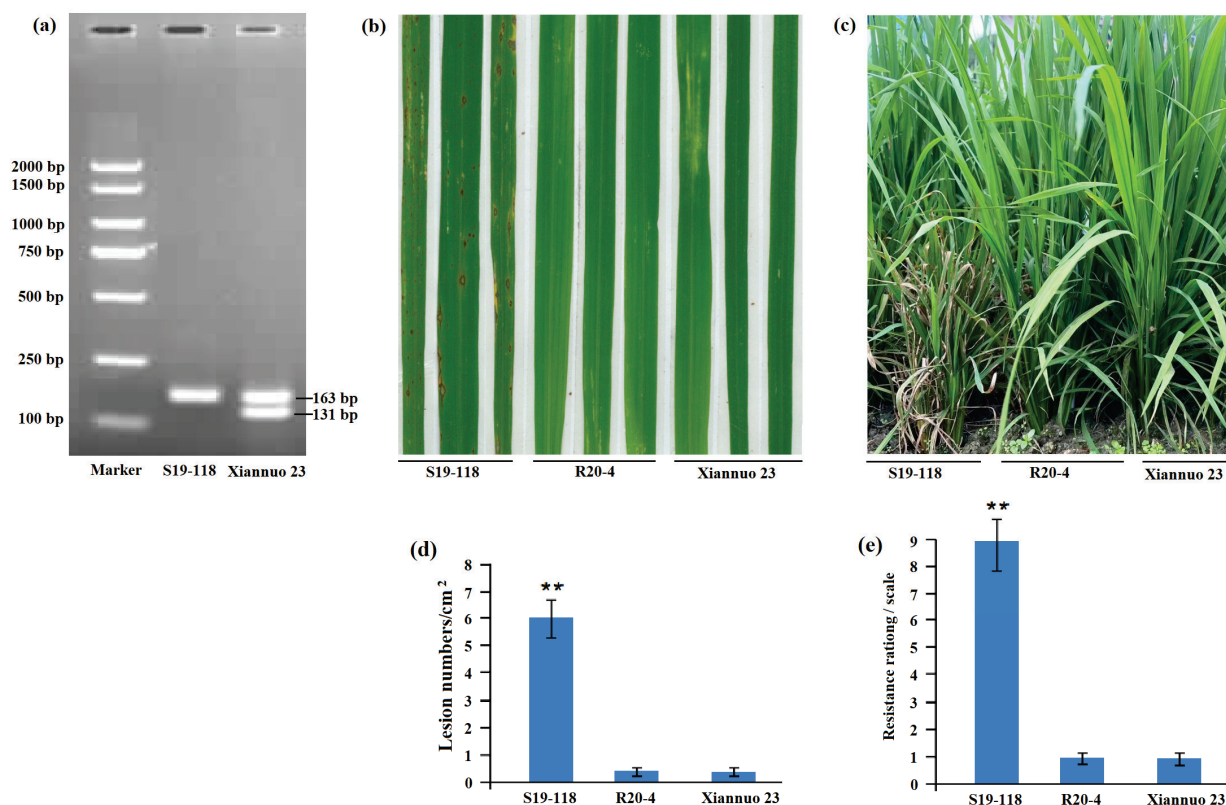 (a)
2000 bp
1500 bp
1000 bp
750 bp
500 bp
250 bp
100 bp
163 bp
131 bp
Marker S19-118 Xiannuo 23
(b)
S19-118 R20-4 Xiannuo 23
(c)
S19-118 R20-4 Xiannuo 23
(d)
Lesion numbers/cm²
8
7
6
5
4
3
2
1
0
**
S19-118 R20-4 Xiannuo 23
(e)
Resistance rationg / scale
9
8
7
6
5
4
3
2
1
0
**
S19-118 R20-4 Xiannuo 23